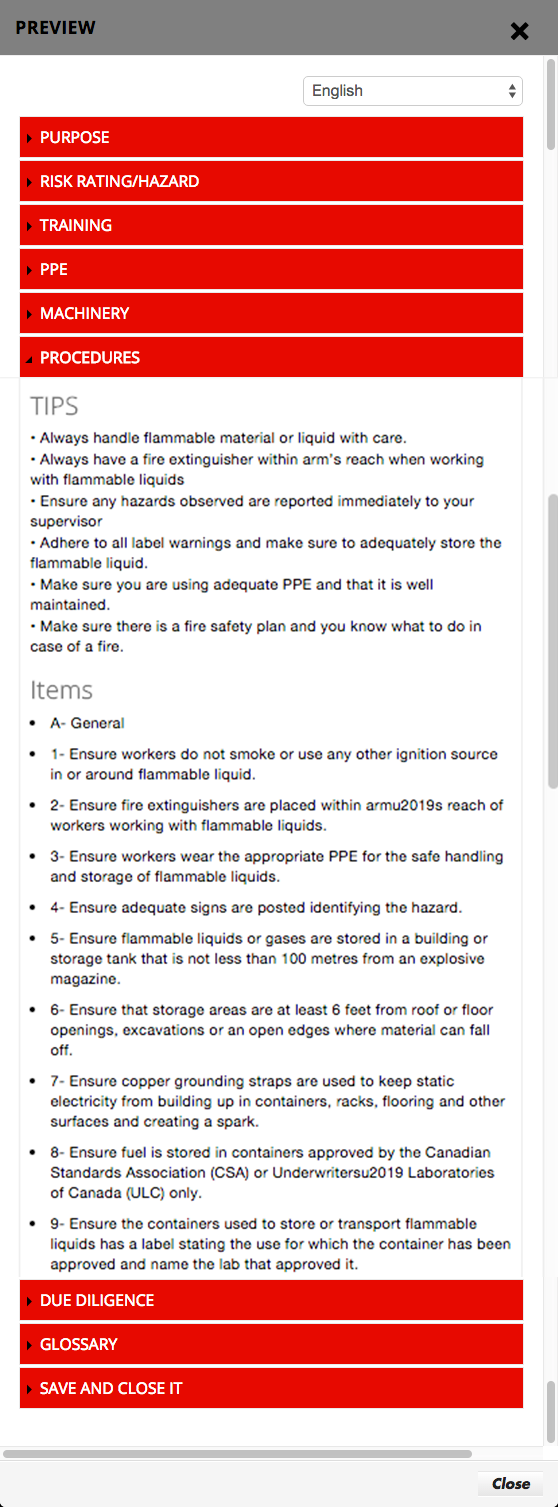 PREVIEW
English
PURPOSE
RISK RATING/HAZARD
TRAINING
PPE
MACHINERY
PROCEDURES
TIPS
• Always handle flammable material or liquid with care.
• Always have a fire extinguisher within arm's reach when working
with flammable liquids
• Ensure any hazards observed are reported immediately to your
supervisor
• Adhere to all label warnings and make sure to adequately store the
flammable liquid.
• Make sure you are using adequate PPE and that it is well
maintained.
• Make sure there is a fire safety plan and you know what to do in
case of a fire.
Items
• A- General
• 1- Ensure workers do not smoke or use any other ignition source
in or around flammable liquid.
• 2- Ensure fire extinguishers are placed within armu2019s reach of
workers working with flammable liquids.
• 3- Ensure workers wear the appropriate PPE for the safe handling
and storage of flammable liquids.
• 4- Ensure adequate signs are posted identifying the hazard.
• 5- Ensure flammable liquids or gases are stored in a building or
storage tank that is not less than 100 metres from an explosive
magazine.
• 6- Ensure that storage areas are at least 6 feet from roof or floor
openings, excavations or an open edges where material can fall
off.
• 7- Ensure copper grounding straps are used to keep static
electricity from building up in containers, racks, flooring and other
surfaces and creating a spark.
• 8- Ensure fuel is stored in containers approved by the Canadian
Standards Association (CSA) or Underwritersu2019 Laboratories
of Canada (ULC) only.
• 9- Ensure the containers used to store or transport flammable
liquids has a label stating the use for which the container has been
approved and name the lab that approved it.
DUE DILIGENCE
GLOSSARY
SAVE AND CLOSE IT
Close